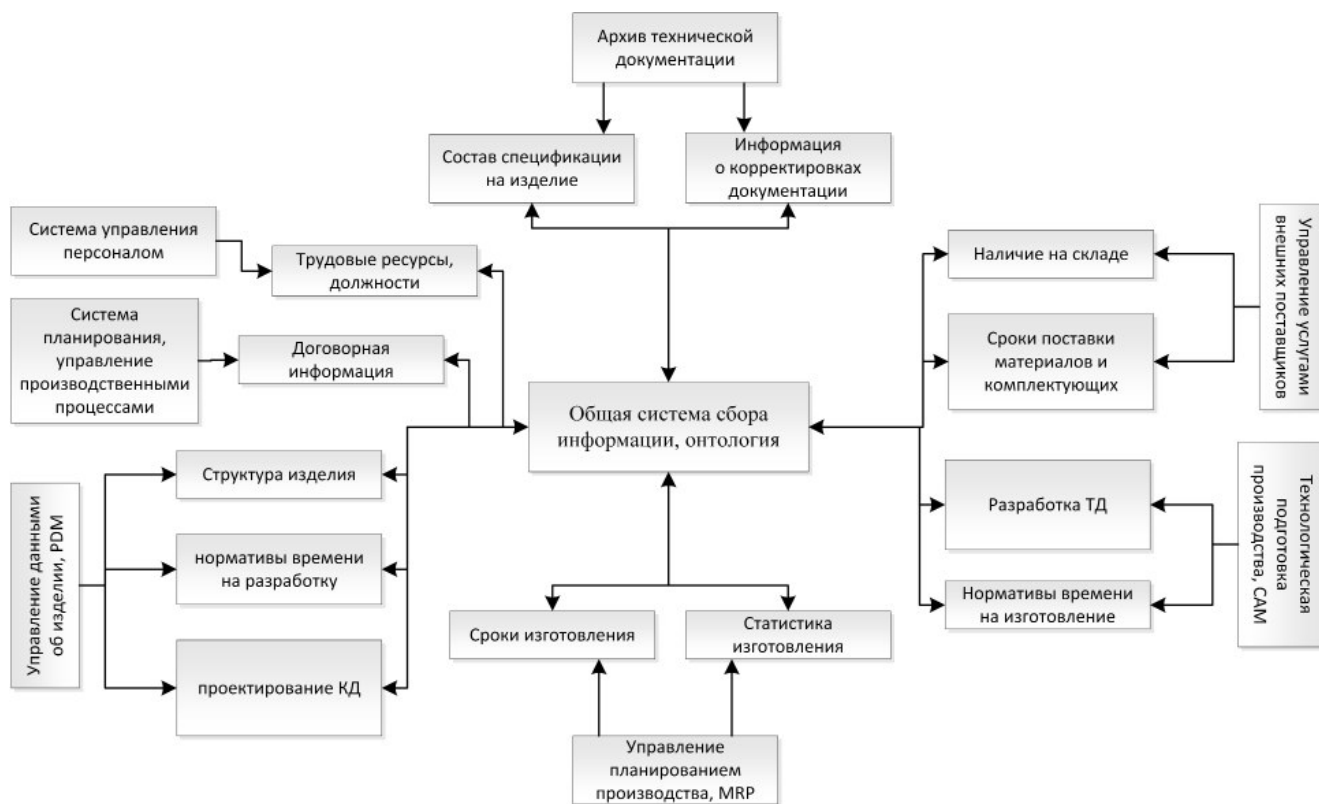 Архив технической
документации
Состав спецификации
на изделие
Информация
о корректировках
документации
Система управления
персоналом
Трудовые ресурсы,
должности
Система
планирования,
управление
производственными
процессами
Договорная
информация
Наличие на складе
Сроки поставки
материалов и
комплектующих
Управление услугами
внешних поставщиков
Общая система сбора
информации, онтология
Управление данными
об изделии, PDM
Структура изделия
нормативы времени
на разработку
проектирование КД
Разработка ТД
Нормативы времени
на изготовление
Технологическая
подготовка
производства, САМ
Сроки изготовления
Статистика
изготовления
Управление
планированием
производства, MRP